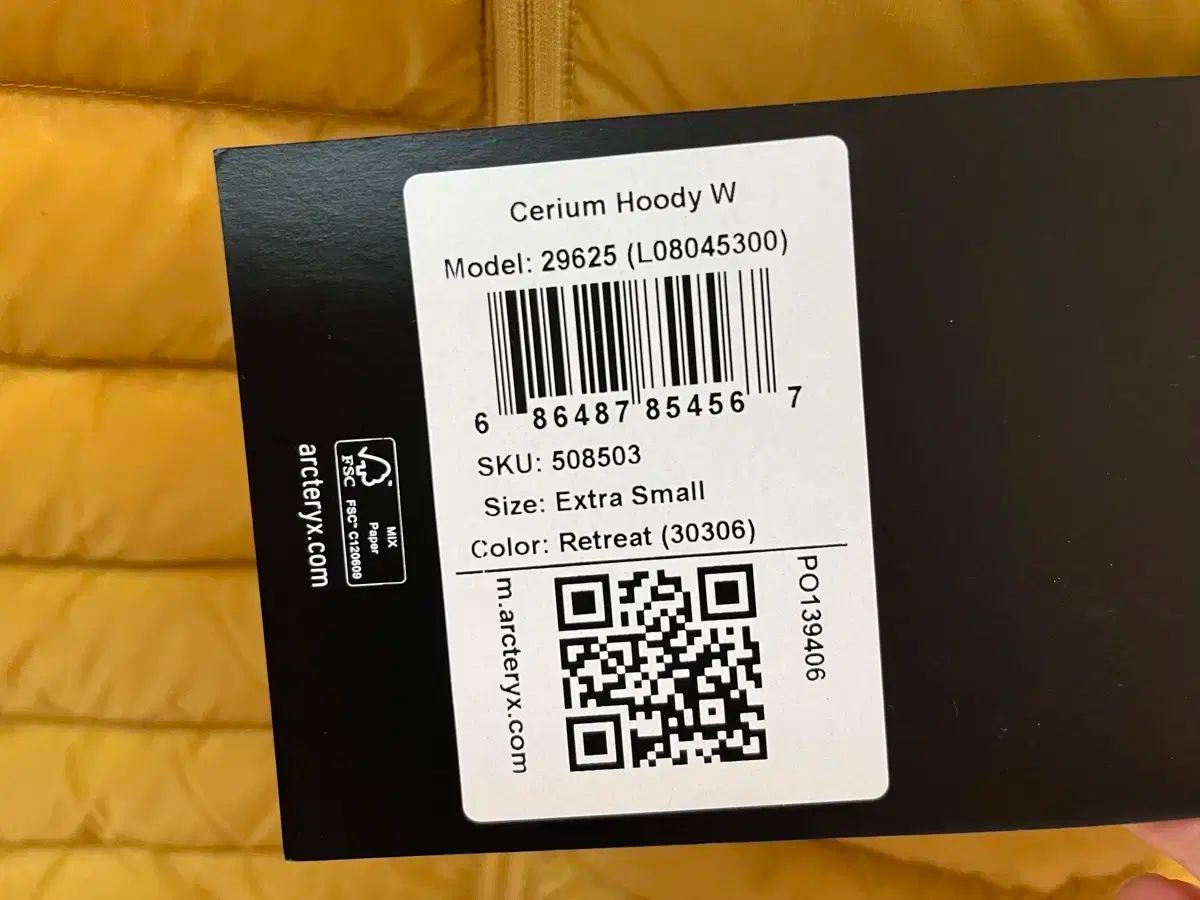 Cerium Hoody W
Model: 29625 (L08045300)
6 86487 85456 7
SKU: 508503
Size: Extra Small
Color: Retreat (30306)
m.arcteryx.com
PO139406
FSC
MIX
Paper
FSC™ C120609
arcteryx.com